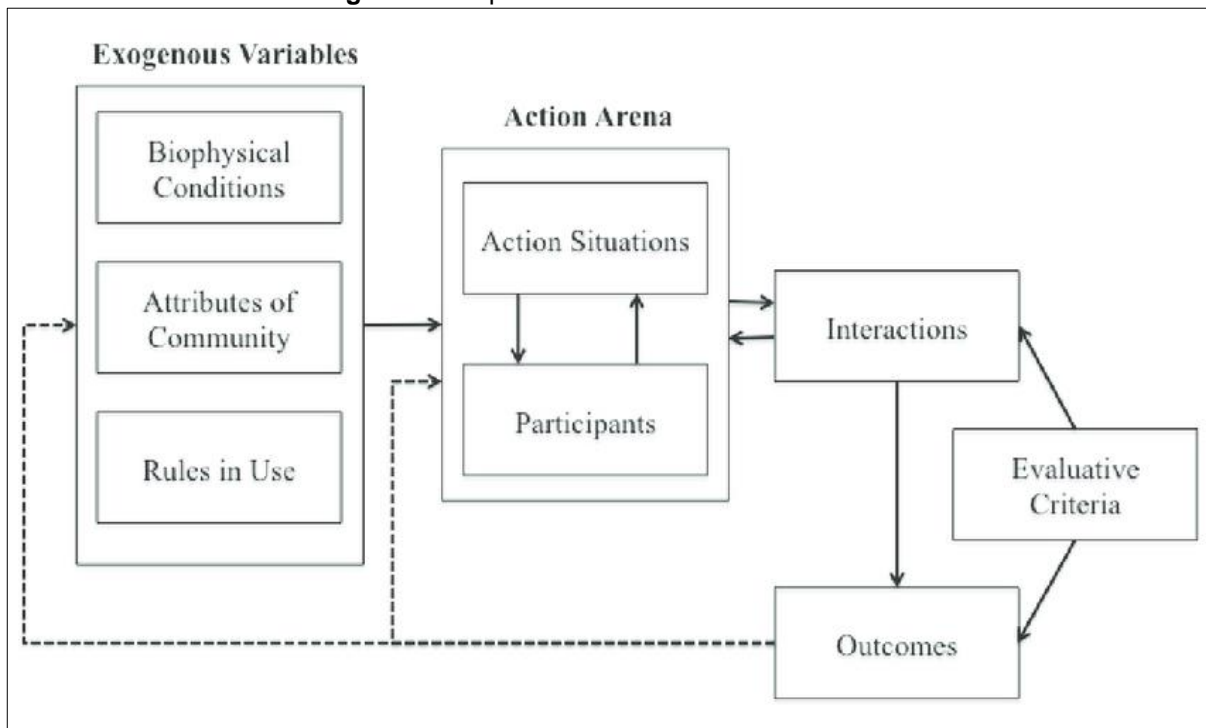 Exogenous Variables
Biophysical
Conditions
Attributes of
Community
Rules in Use
Action Arena
Action Situations
Participants
Interactions
Evaluative
Criteria
Outcomes